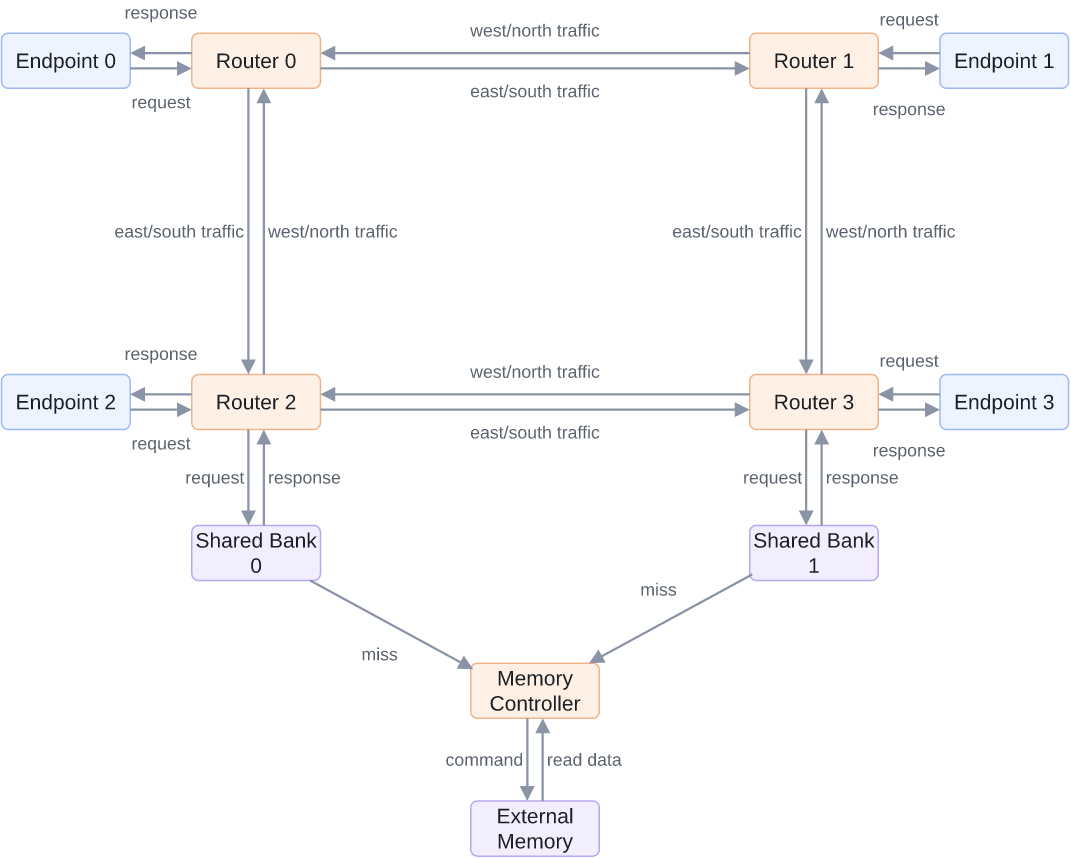 response
west/north traffic
request
Endpoint 0
Router 0
Router 1
Endpoint 1
request
east/south traffic
response
east/south traffic
west/north traffic
east/south traffic
west/north traffic
response
west/north traffic
request
Endpoint 2
Router 2
Router 3
Endpoint 3
request
east/south traffic
response
request
response
request
response
Shared Bank
0
Shared Bank
1
miss
miss
Memory
Controller
command
read data
External
Memory